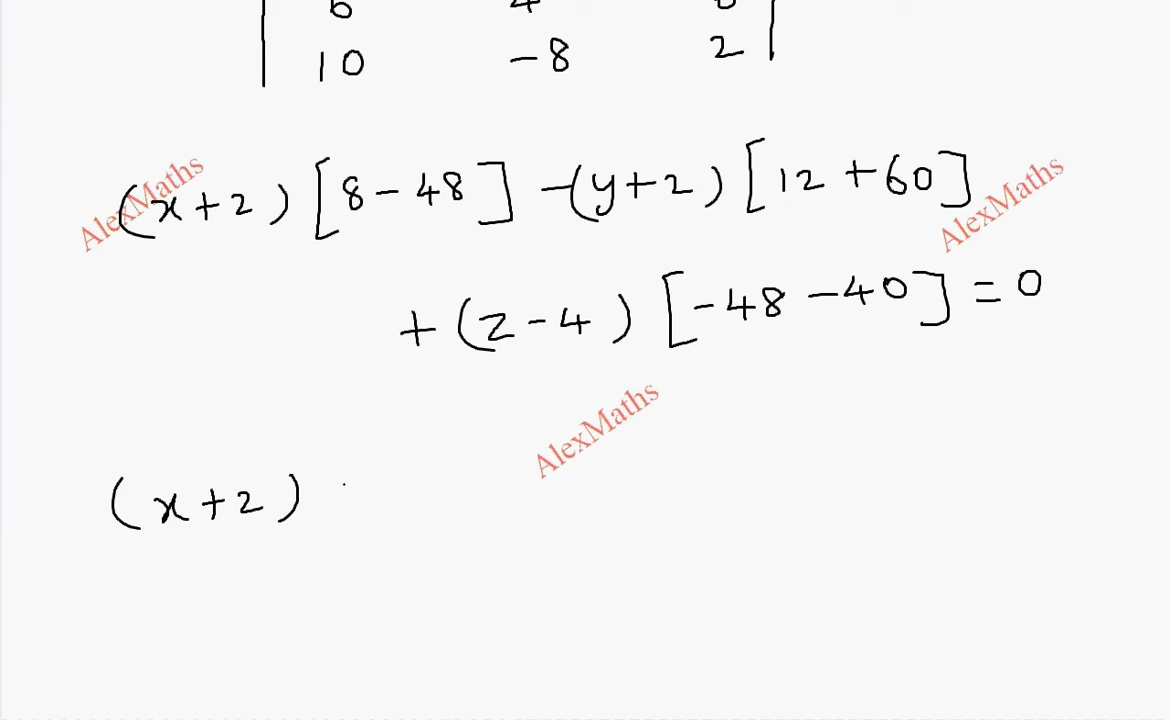 10 -8 2
(x+2) [8-48] -(y+2) [12+60]
AlexMaths
AlexMaths
+(z-4) [-48-40] = 0
AlexMaths
(x+2)